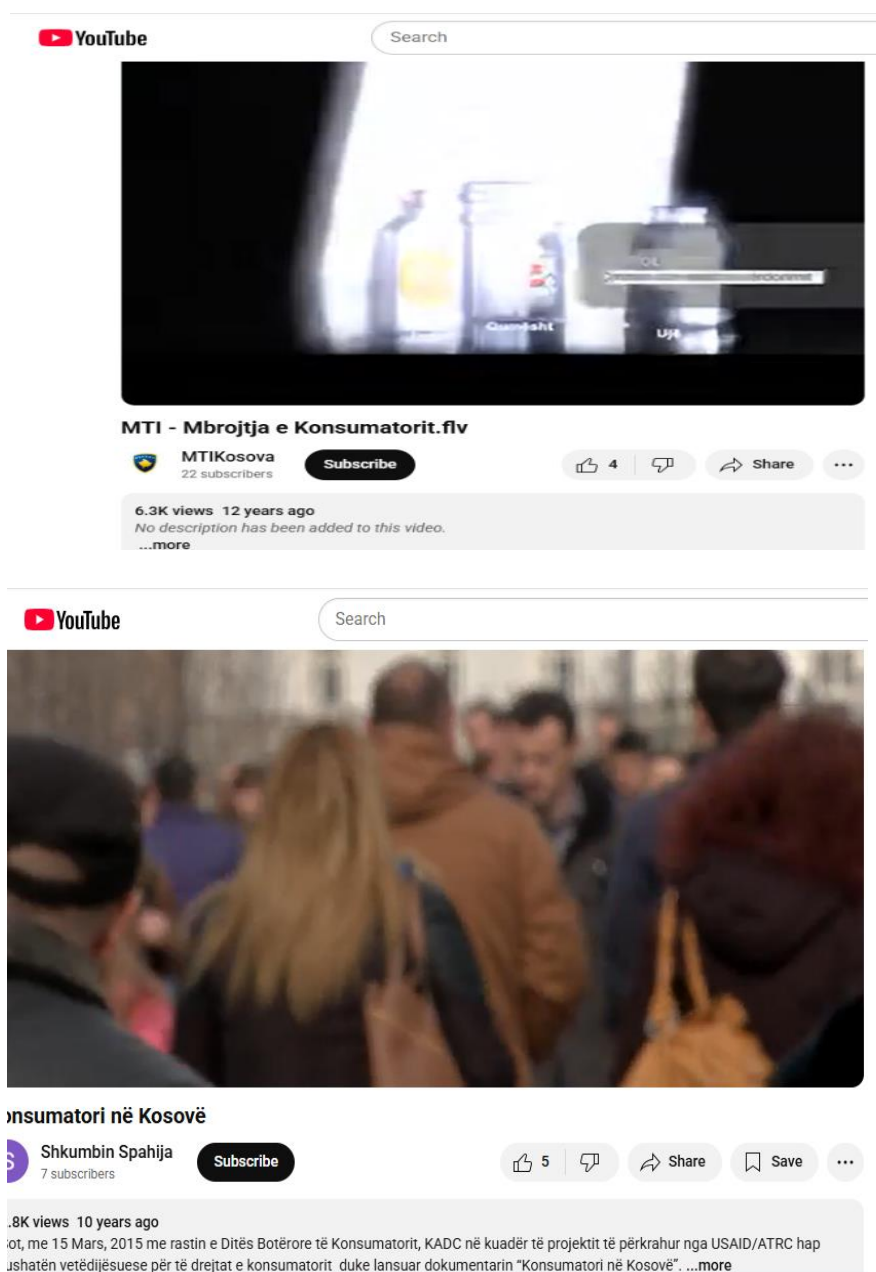 YouTube
Search
Qumësht
Ujë
MTI - Mbrojtja e Konsumatorit.flv
MTIKosova
22 subscribers
Subscribe
4
Share
6.3K views 12 years ago
No description has been added to this video.
...more
YouTube
Search
onsumatori në Kosovë
S
Shkumbin Spahija
7 subscribers
Subscribe
5
Share
Save
.8K views 10 years ago
ot, me 15 Mars, 2015 me rastin e Ditës Botërore të Konsumatorit, KADC në kuadër të projektit të përkrahur nga USAID/ATRC hap
ushatën vetëdijësuese për të drejtat e konsumatorit duke lansuar dokumentarin “Konsumatori në Kosovë”. ...more